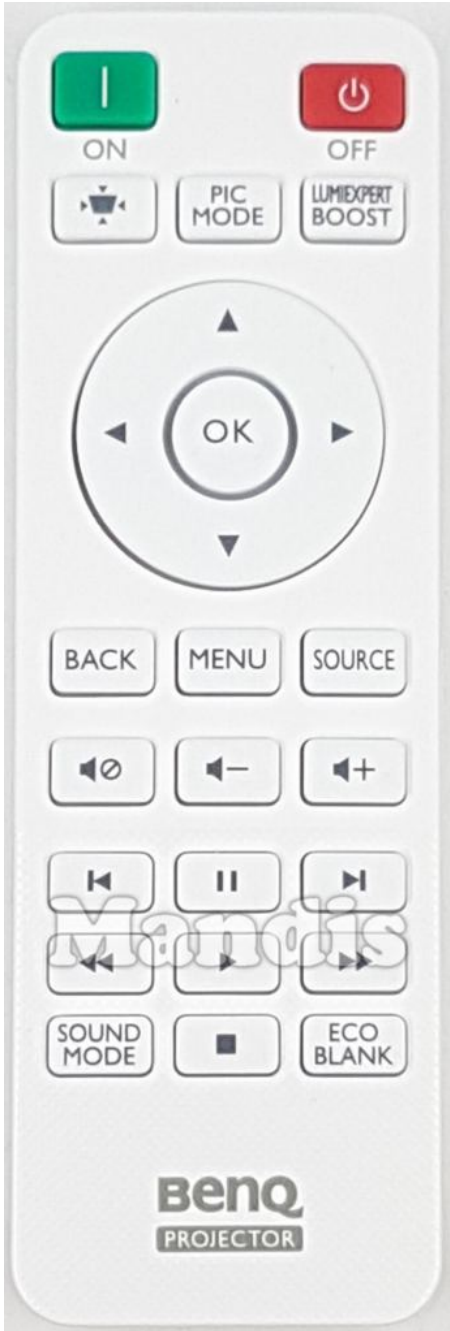 ON
OFF
PIC
MODE
LUMIEXPERT
BOOST
OK
BACK
MENU
SOURCE
Mandis
SOUND
MODE
ECO
BLANK
BenQ
PROJECTOR